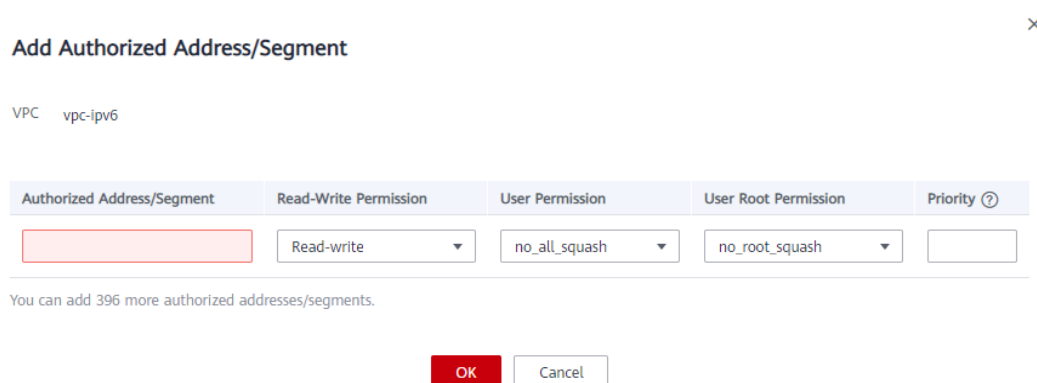 Add Authorized Address/Segment
VPC vpc-ipv6
Authorized Address/Segment Read-Write Permission User Permission User Root Permission Priority ?
Read-write no_all_squash no_root_squash
You can add 396 more authorized addresses/segments.
OK Cancel